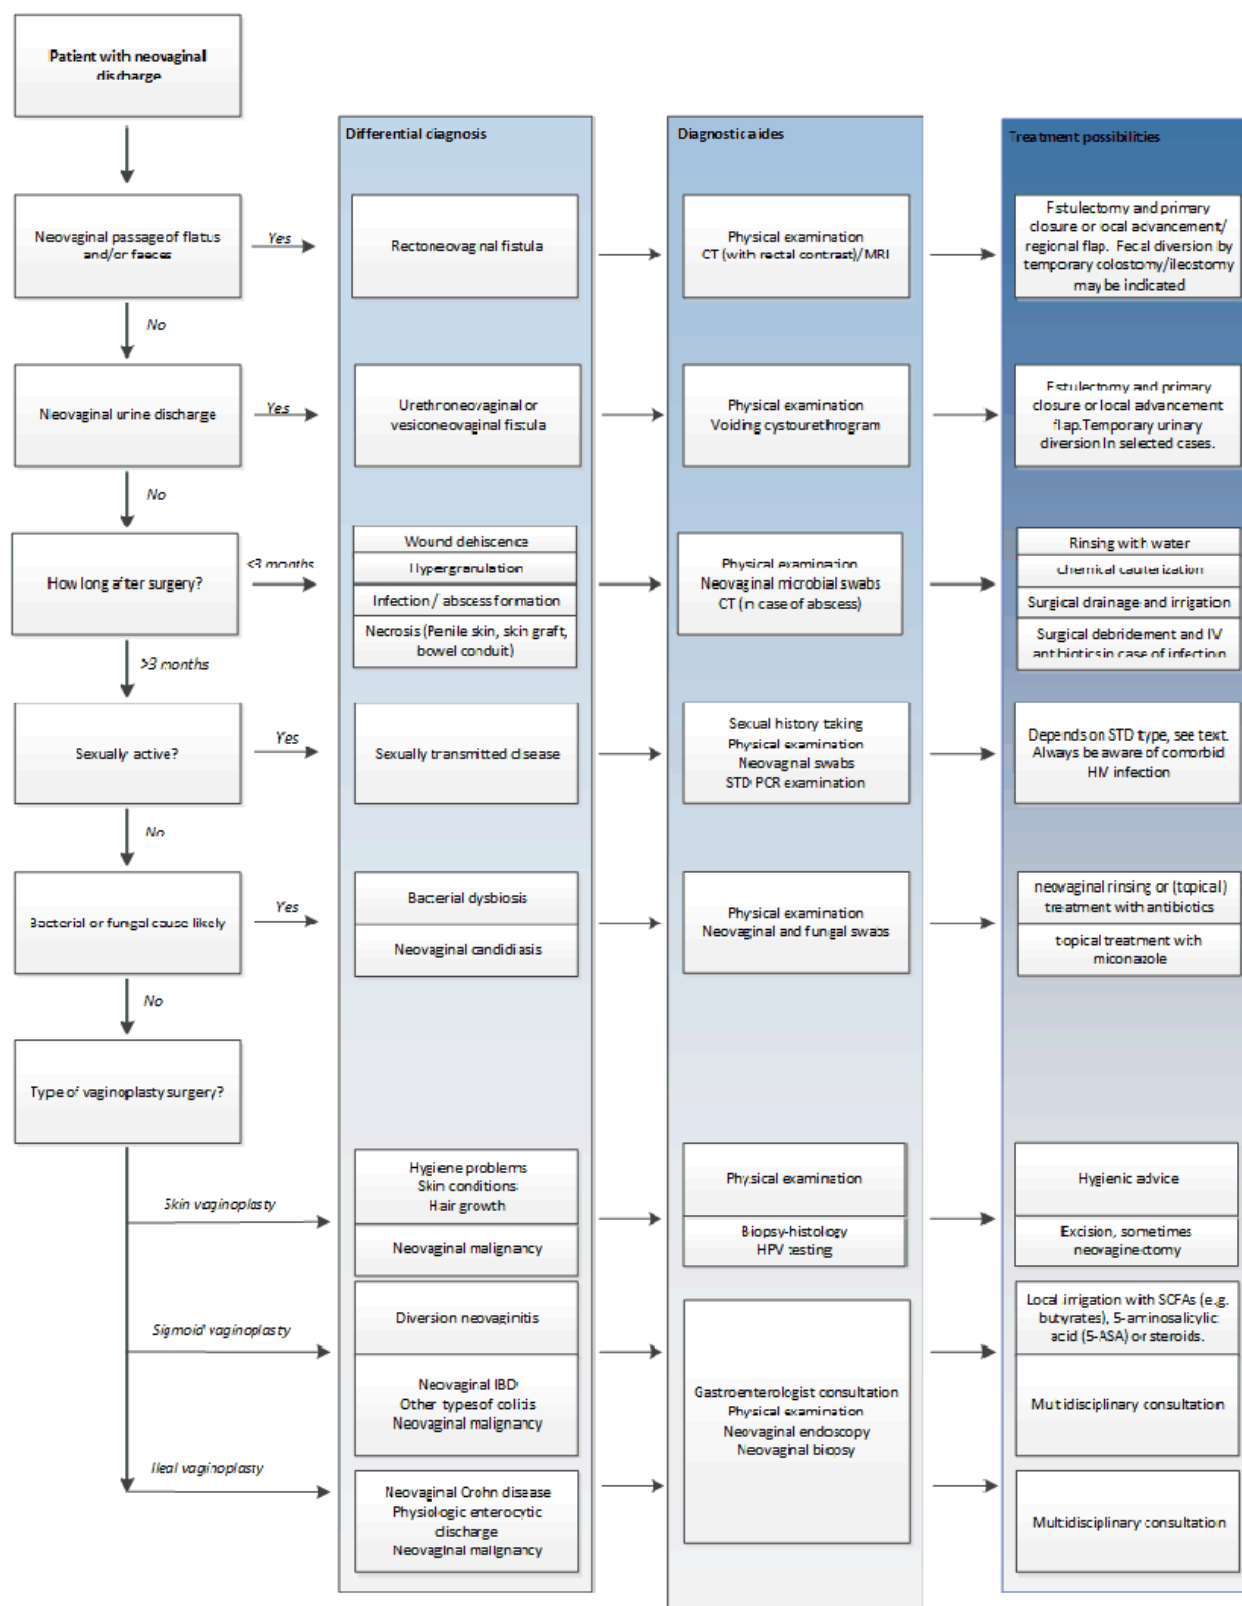 Patient with neovaginal
discharge
Differential diagnosis
Diagnostic aides
Treatment possibilities
Neovaginal passage of flatus
and/or faeces
Yes
Rectoneovaginal fistula
Physical examination
CT (with rectal contrast)/MRI
Fstulectomy and primary
closure or local advancement/
regional flap. Fecal diversion by
temporary colostomy/ileostomy
may be indicated
No
Neovaginal urine discharge
Yes
Urethroneovaginal or
vesiconeovaginal fistula
Physical examination
Voiding cystourethrogram
Fstulectomy and primary
closure or local advancement
flap.Temporary urinary
diversion in selected cases.
No
How long after surgery?
<3 months
Wound dehiscence
Hypergranulation
Infection / abscess formation
Necrosis (Penile skin, skin graft,
bowel conduit)
Physical examination
Neovaginal microbial swabs
CT (in case of abscess)
Rinsing with water
Chemical cauterization
Surgical drainage and irrigation
Surgical debridement and IV
antibiotics in case of infection
>3 months
Sexually active?
Yes
Sexually transmitted disease
Sexual history taking
Physical examination
Neovaginal swabs
STD PCR examination
Depends on STD type, see text.
Always be aware of comorbid
HIV infection
No
Bacterial or fungal cause likely
Yes
Bacterial dysbiosis
Neovaginal candidiasis
Physical examination
Neovaginal and fungal swabs
neovaginal rinsing or (topical)
treatment with antibiotics
topical treatment with
miconazole
No
Type of vaginoplasty surgery?
Skin vaginoplasty
Hygiene problems
Skin conditions
Hair growth
Neovaginal malignancy
Physical examination
Biopsy-histology
HPV testing
Hygienic advice
Excision, sometimes
neovaginectomy
Sigmoid vaginoplasty
Diversion neovaginitis
Neovaginal IBD
Other types of colitis
Neovaginal malignancy
Gastroenterologist consultation
Physical examination
Neovaginal endoscopy
Neovaginal biopsy
Local irrigation with SCFAs (e.g.
butyrates), 5-aminosalicylic
acid (5-ASA) or steroids.
Multidisciplinary consultation
Ileal vaginoplasty
Neovaginal Crohn disease
Physiologic enterocytic
discharge
Neovaginal malignancy
Multidisciplinary consultation